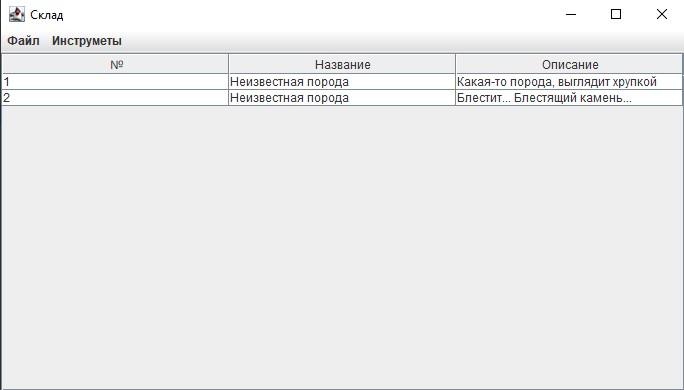 Склад
Файл Инструметы
№ Название Описание
1 Неизвестная порода Какая-то порода, выглядит хрупкой
2 Неизвестная порода Блестит... Блестящий камень...